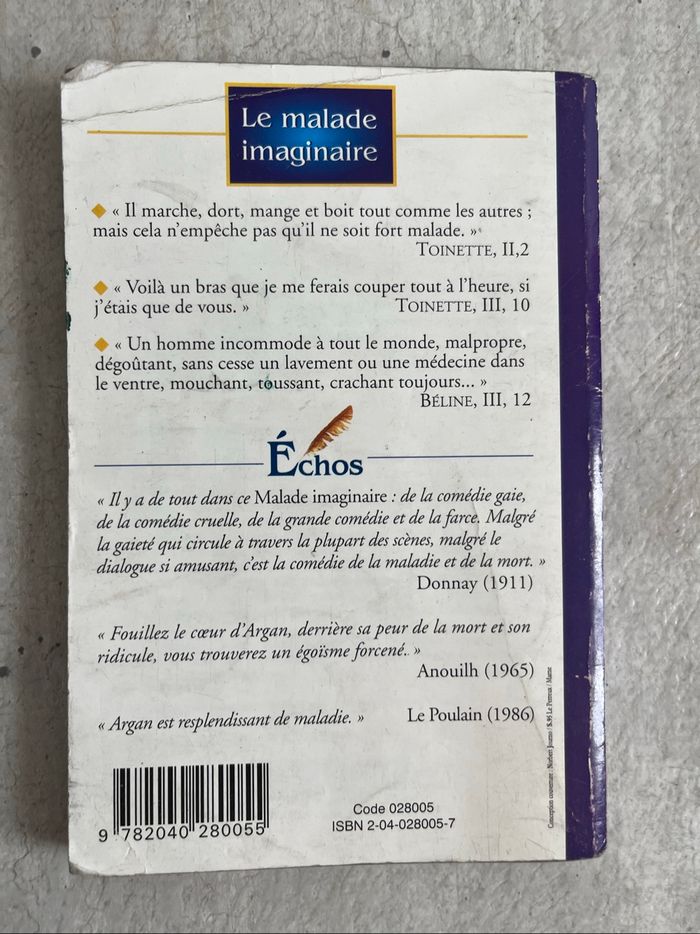 Le malade
imaginaire
« Il marche, dort, mange et boit tout comme les autres ;
mais cela n'empêche pas qu'il ne soit fort malade. »
TOINETTE, II,2
« Voilà un bras que je me ferais couper tout à l'heure, si
j'étais que de vous. » TOINETTE, III, 10
« Un homme incommode à tout le monde, malpropre,
dégoûtant, sans cesse un lavement ou une médecine dans
le ventre, mouchant, toussant, crachant toujours... »
BÉLINE, III, 12
Échos
« Il y a de tout dans ce Malade imaginaire : de la comédie gaie,
de la comédie cruelle, de la grande comédie et de la farce. Malgré
la gaieté qui circule à travers la plupart des scènes, malgré le
dialogue si amusant, c'est la comédie de la maladie et de la mort. »
Donnay (1911)
« Fouillez le cœur d'Argan, derrière sa peur de la mort et son
ridicule, vous trouverez un égoïsme forcené. »
Anouilh (1965)
« Argan est resplendissant de maladie. » Le Poulain (1986)
Conception couverture : Norbert Journo / S.95 Le Perreux / Marne
Code 028005
ISBN 2-04-028005-7
9 782040 280055